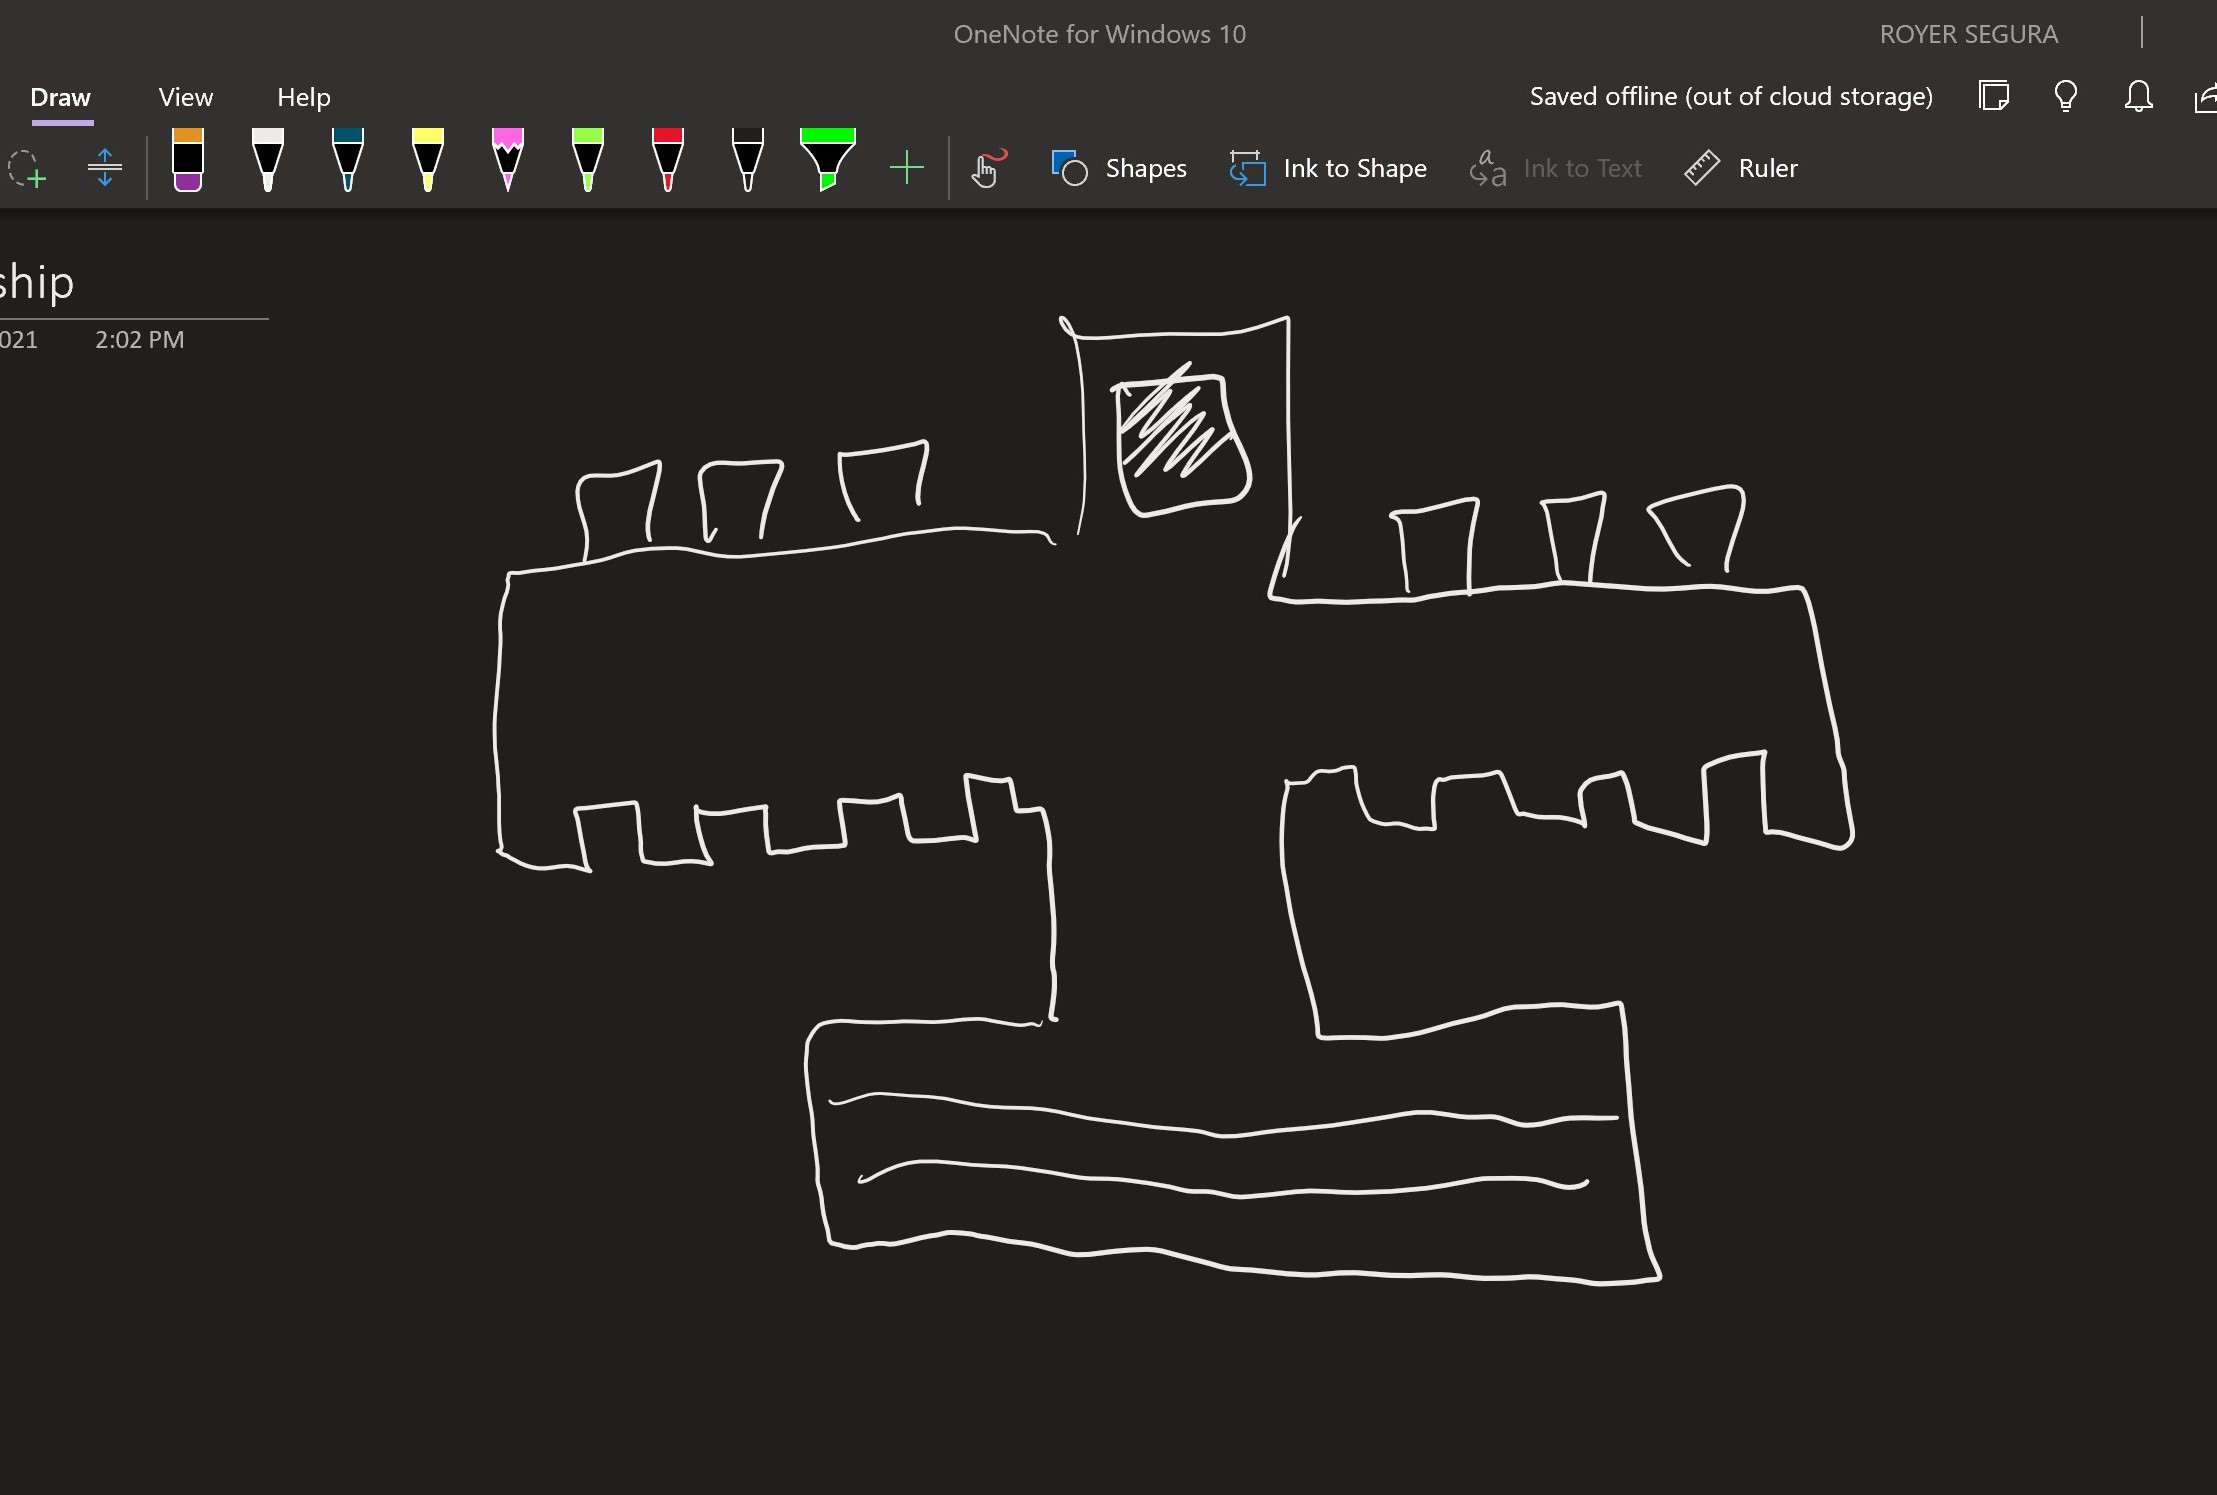 OneNote for Windows 10
ROYER SEGURA
Draw View Help
Saved offline (out of cloud storage)
Shapes
Ink to Shape
Ink to Text
Ruler
ship
021 2:02 PM